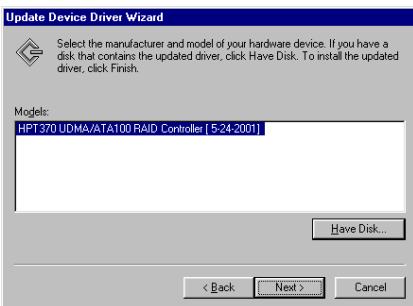 Update Device Driver Wizard
Select the manufacturer and model of your hardware device. If you have a
disk that contains the updated driver, click Have Disk. To install the updated
driver, click Finish.
Models:
HPT370 UDMA/ATA100 RAID Controller [ 5-24-2001]
Have Disk...
< Back
Next >
Cancel